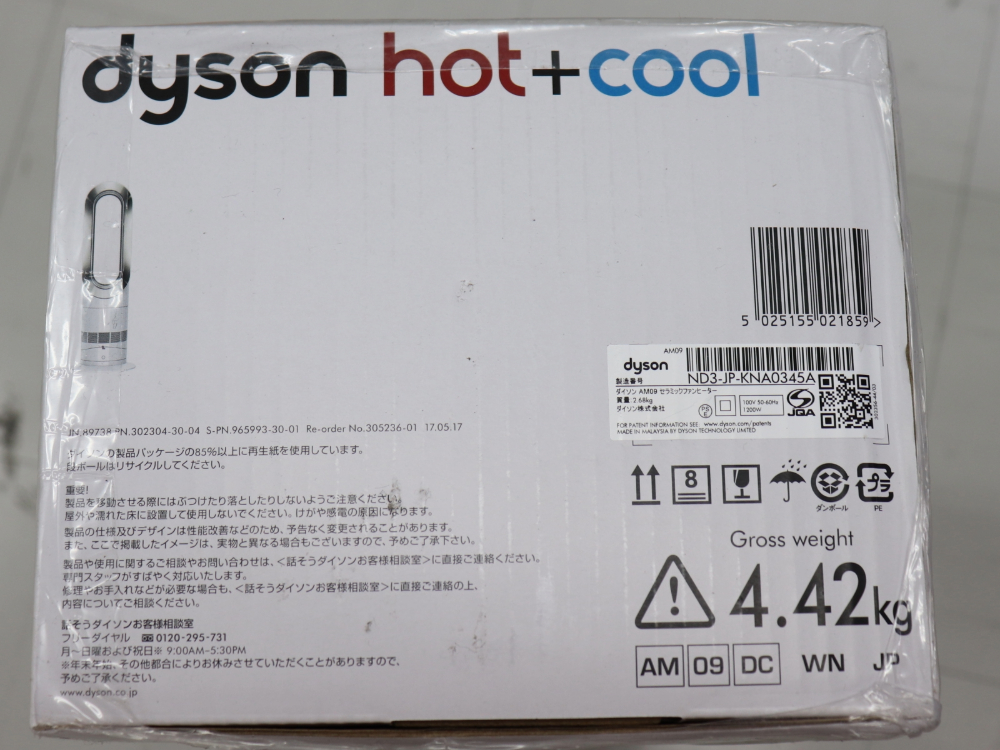 dyson hot+cool
5 025155 021859 >
AM09
dyson
製造番号 ND3-JP-KNA0345A
ダイソン AM09 セラミックファンヒーター
質量:2.68kg
ダイソン株式会社
PS E
100V 50-60Hz
1200W
JQA
FOR PATENT INFORMATION SEE: www.dyson.com/patents
MADE IN MALAYSIA BY DYSON TECHNOLOGY LIMITED
JN.89738 PN.302304-30-04 S-PN.965993-30-01 Re-order No.305236-01 17.05.17
ダイソンの製品パッケージの85%以上に再生紙を使用しています。
段ボールはリサイクルしてください。
重要!
製品を移動させる際にはぶつけたり落としたりしないようご注意ください。
屋外や濡れた床に設置して使用しないでください。けがや感電の原因になります。
製品の仕様及びデザインは性能改善などのため、予告なく変更されることがあります。
また、ここで掲載したイメージは、実物と異なる場合もございますので、予めご了承下さい。
製品や使用に関するご相談やお問い合わせは、<話そうダイソンお客様相談室>に直接ご連絡ください。
専門スタッフがすばやく対応いたします。
修理やお手入れなどが必要な場合も、<話そうダイソンお客様相談室>に直接ご連絡の上、
内容についてご相談ください。
話そうダイソンお客様相談室
フリーダイヤル 0120-295-731
月~日曜および祝日※ 9:00AM-5:30PM
※年末年始、その他都合によりお休みさせていただくことがありますので、
予めご了承ください。
www.dyson.co.jp
8
ダンボール
プラ
PE
Gross weight
4.42kg
AM 09 DC WN JP